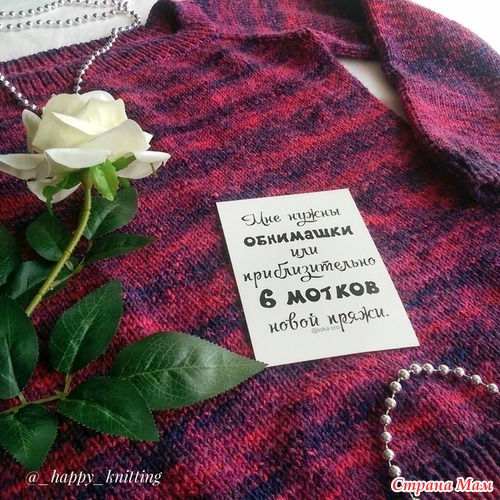 Мне нужны
ОБНИМАШКИ
или
приблизительно
6 МОТКОВ
новой пряжи.
@_happy_knitting
Страна Мам